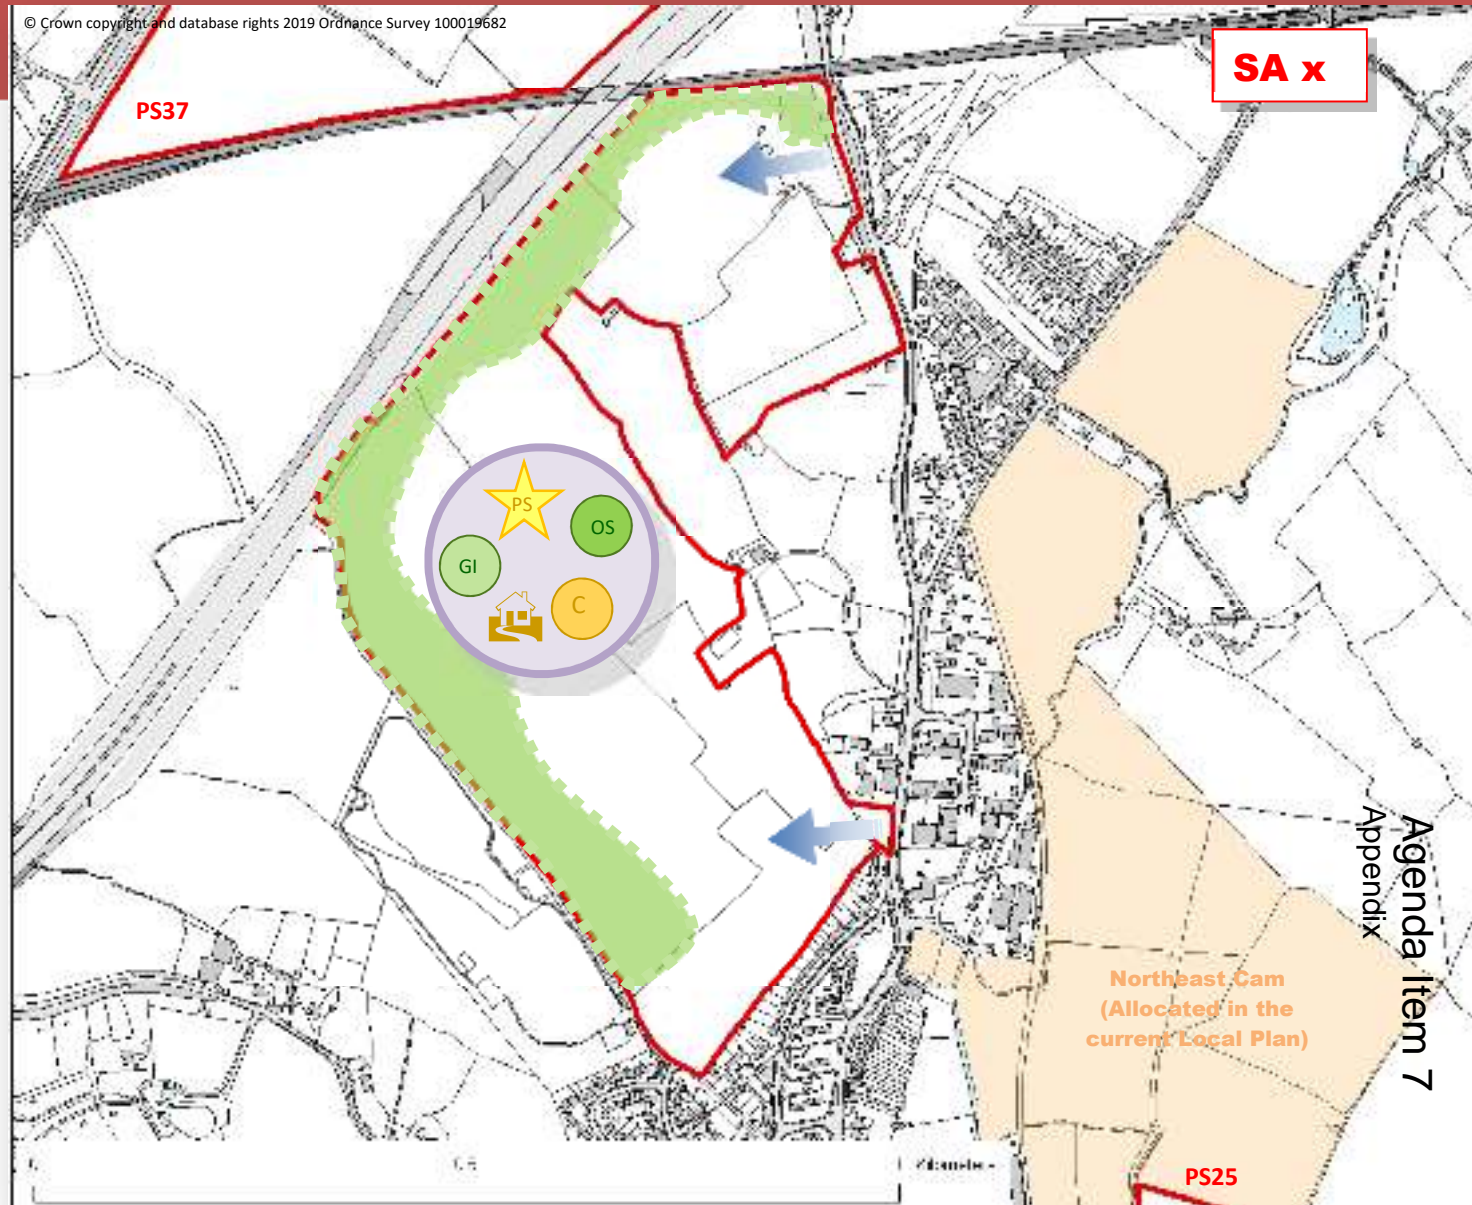 © Crown copyright and database rights 2019 Ordnance Survey 100019682
SA x
PS37
PS
OS
GI
C
Agenda Item 7
Appendix
Northeast Cam
(Allocated in the
current Local Plan)
PS25